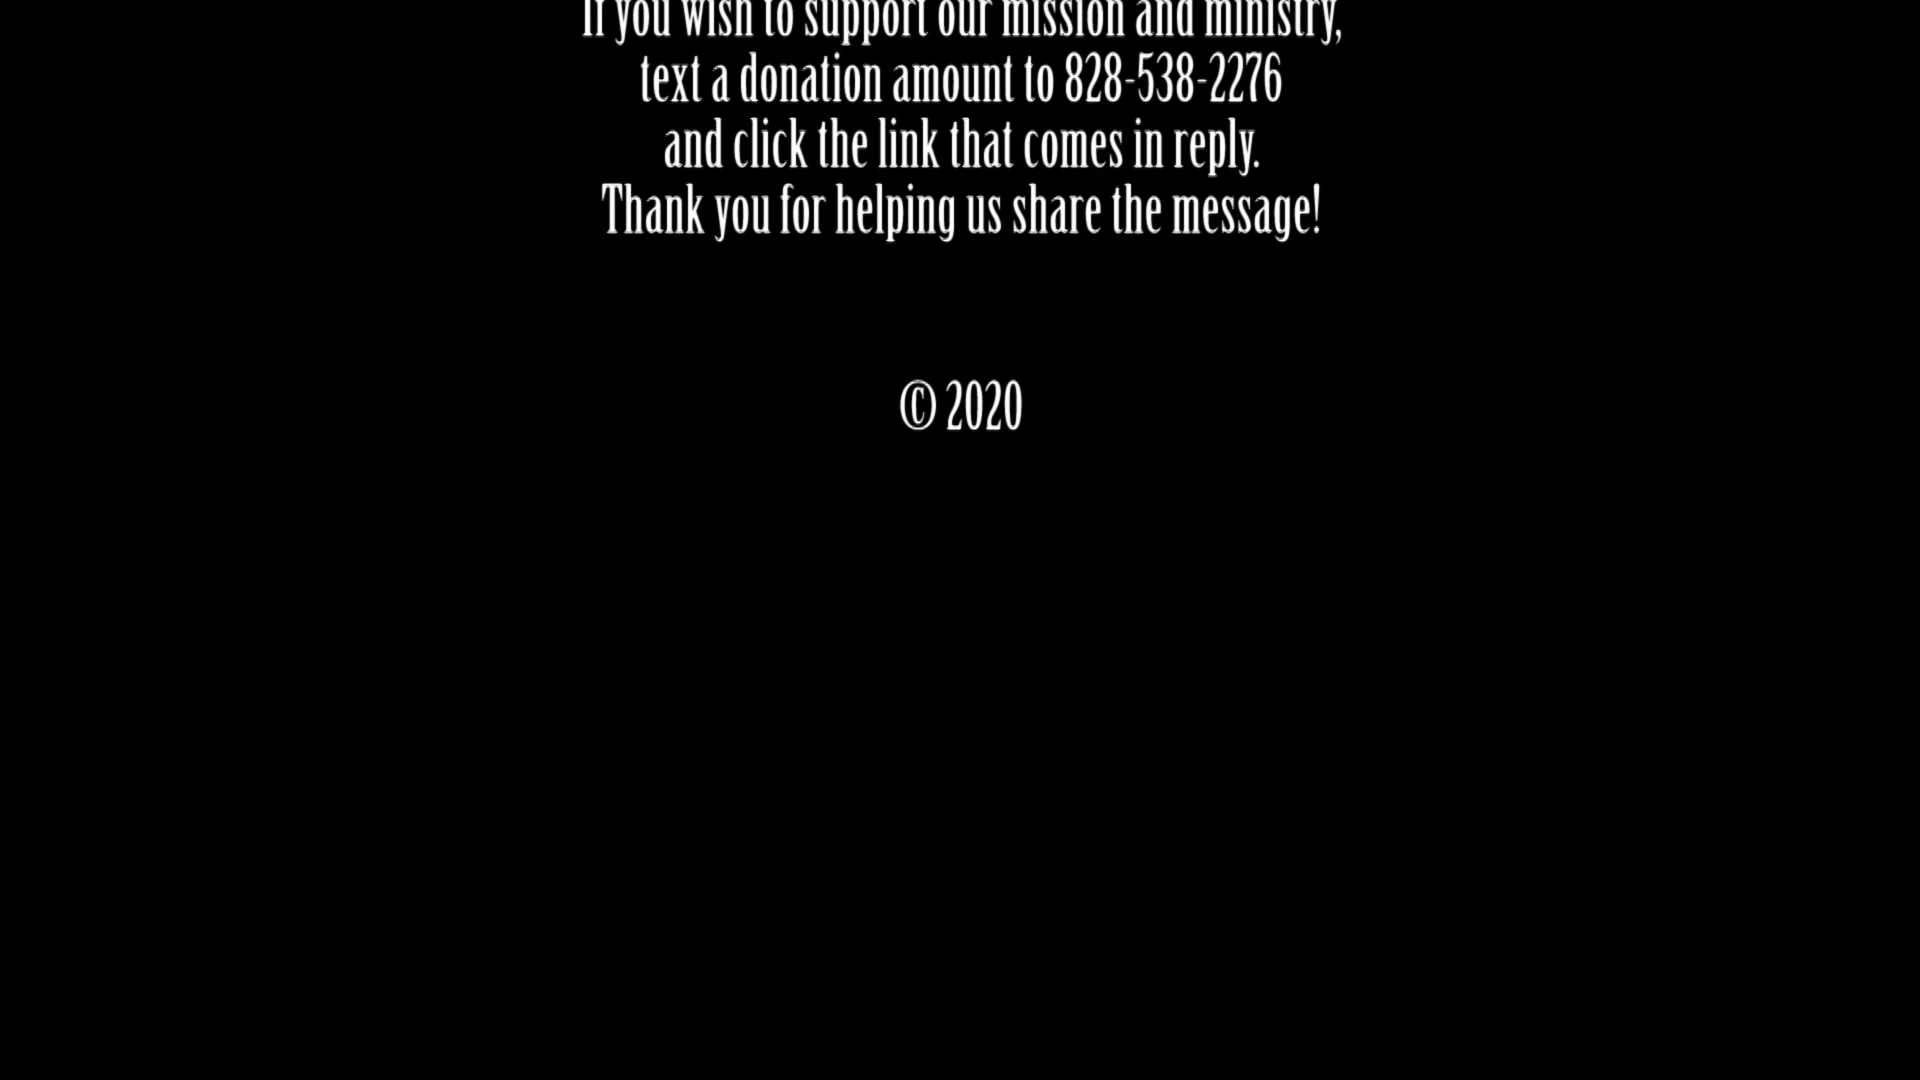 If you wish to support our mission and ministry,
text a donation amount to 828-538-2276
and click the link that comes in reply.
Thank you for helping us share the message!
© 2020